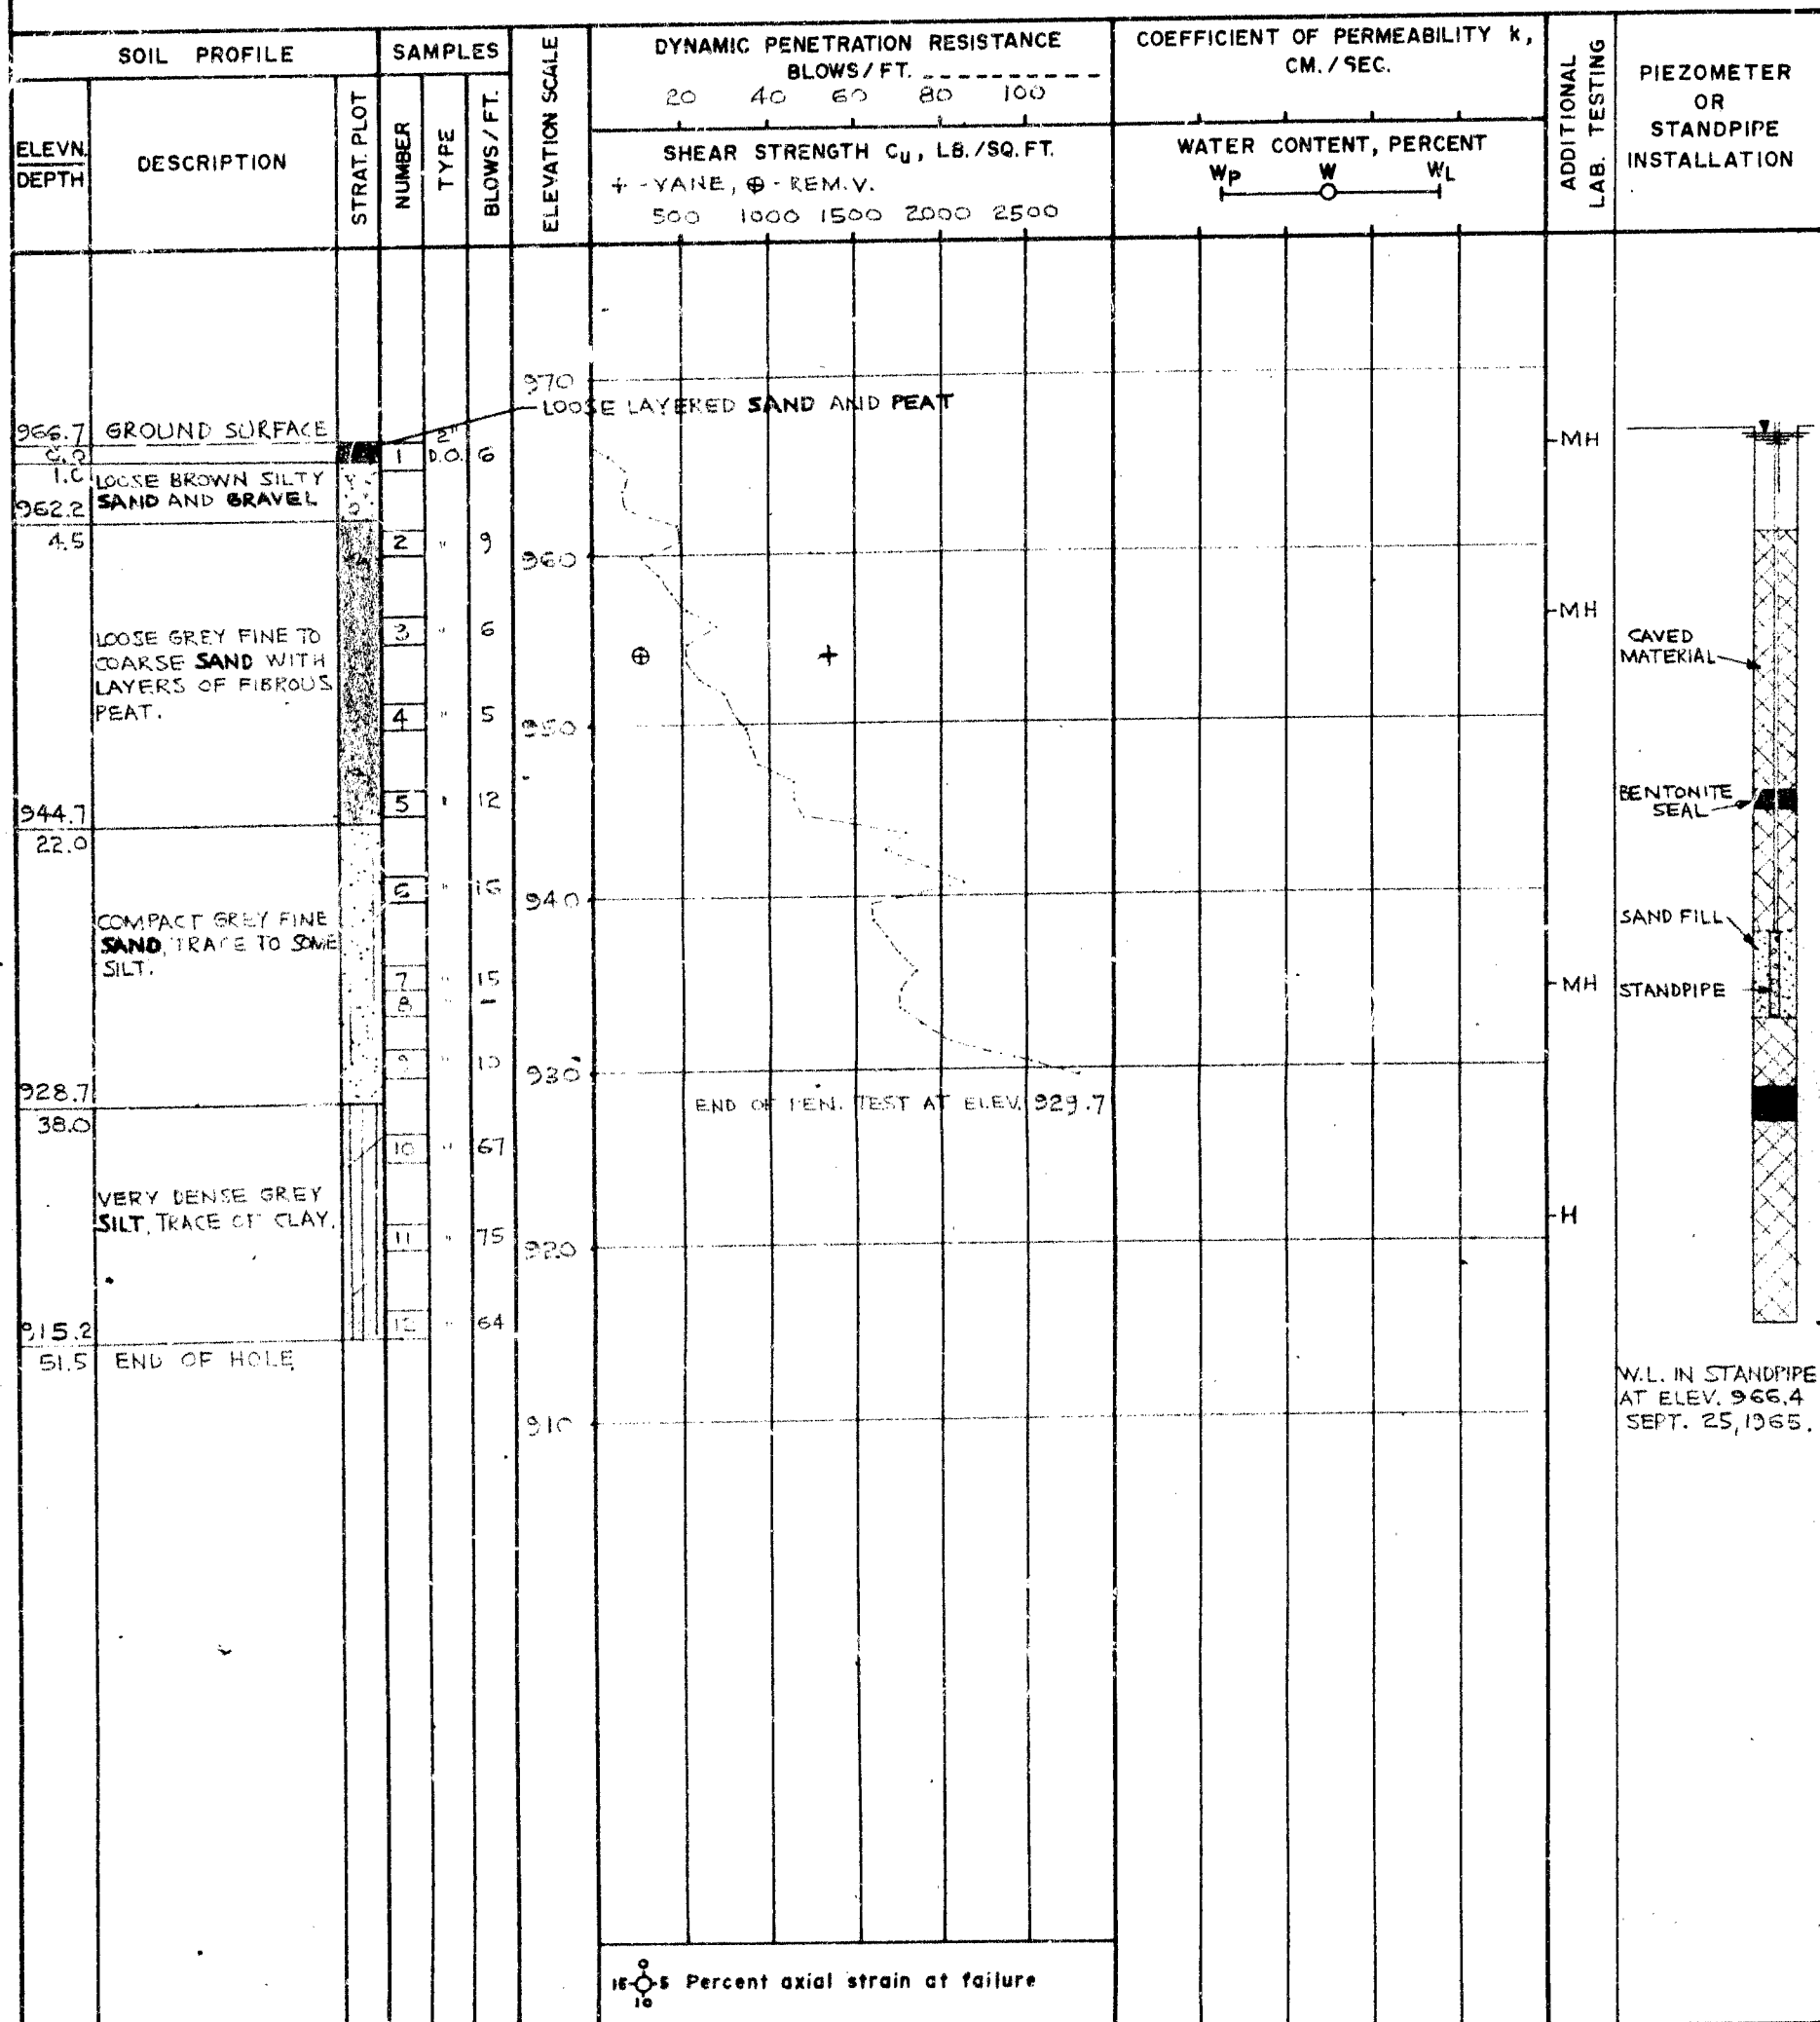 SOIL PROFILE
SAMPLES
ELEVATION SCALE
DYNAMIC PENETRATION RESISTANCE
BLOWS/FT. ----------
20 40 60 80 100
COEFFICIENT OF PERMEABILITY k,
CM./SEC.
ADDITIONAL
LAB. TESTING
PIEZOMETER
OR
STANDPIPE
INSTALLATION
ELEVN.
DEPTH
DESCRIPTION
STRAT. PLOT
NUMBER
TYPE
BLOWS/FT.
SHEAR STRENGTH Cu, LB./SQ.FT.
+ - VANE, ⊕ - REM.V.
500 1000 1500 2000 2500
WATER CONTENT, PERCENT
Wp W WL
970
LOOSE LAYERED SAND AND PEAT
966.7 GROUND SURFACE
0.0
1 2" D.O. 6
MH
1.0
LOOSE BROWN SILTY
SAND AND GRAVEL
962.2
4.5
2 " 9
960
MH
LOOSE GREY FINE TO
COARSE SAND WITH
LAYERS OF FIBROUS
PEAT.
3 " 6
CAVED
MATERIAL
4 " 5
950
5 " 12
BENTONITE
SEAL
944.7
22.0
6 " 16
940
COMPACT GREY FINE
SAND, TRACE TO SOME
SILT.
SAND FILL
7 " 15
8 " -
MH
STANDPIPE
9 "
930
928.7
38.0
END OF PEN. TEST AT ELEV. 929.7
10 " 67
VERY DENSE GREY
SILT, TRACE OF CLAY.
H
11 " 75
920
12 " 64
915.2
51.5 END OF HOLE
W.L. IN STANDPIPE
AT ELEV. 966.4
SEPT. 25, 1965.
910
0
15 5 Percent axial strain at failure
10